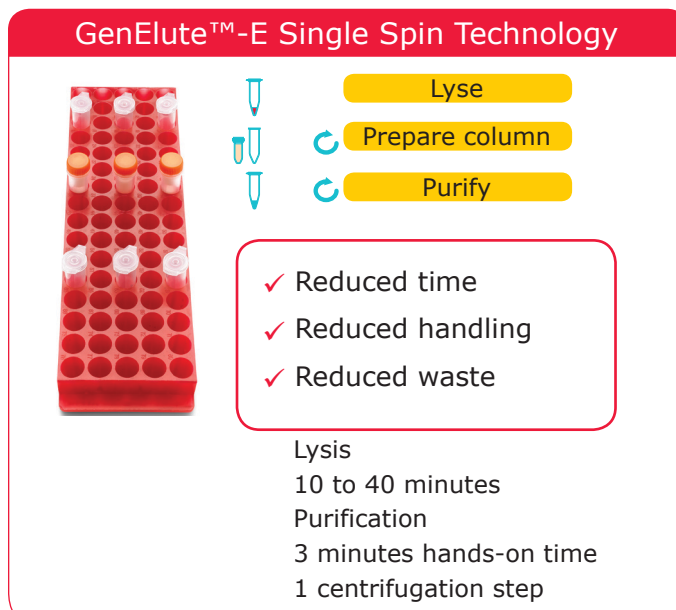 GenElute™-E Single Spin Technology
Lyse
Prepare column
Purify
✓ Reduced time
✓ Reduced handling
✓ Reduced waste
Lysis
10 to 40 minutes
Purification
3 minutes hands-on time
1 centrifugation step